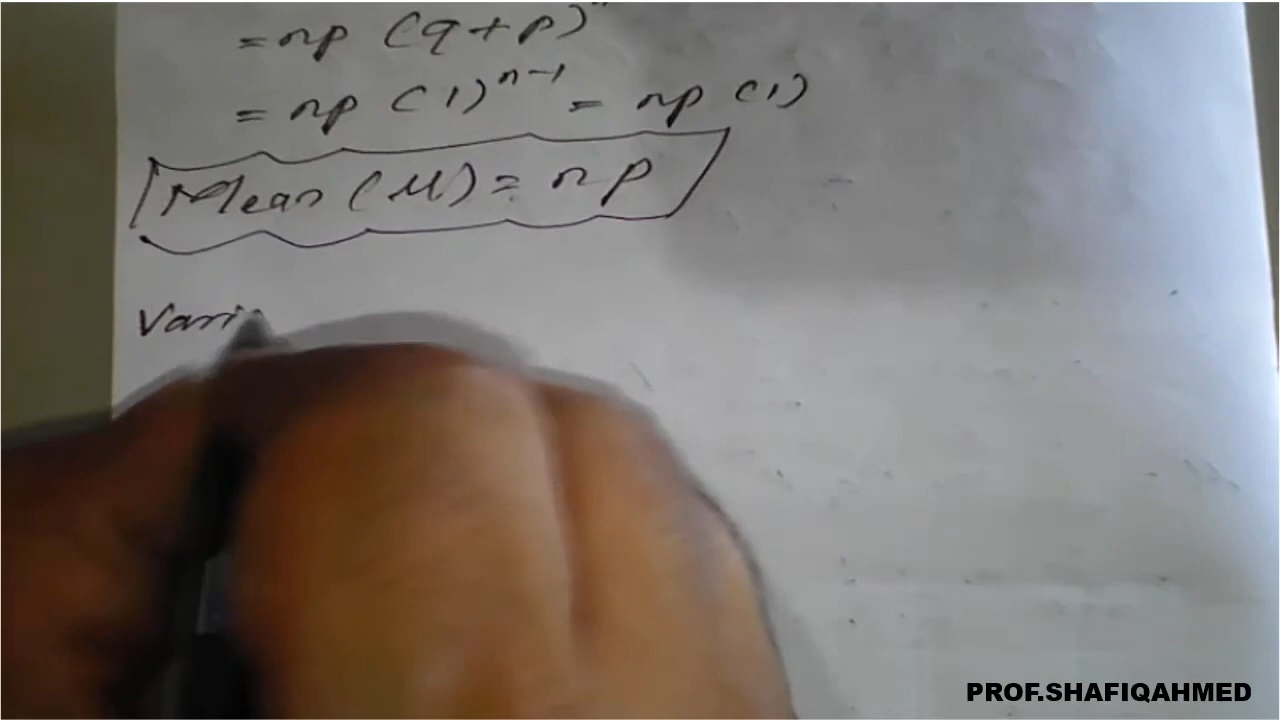 = np (q + p)ⁿ
= np (1)ⁿ⁻¹ = np (1)
Mean (μ) = np
Vari
PROF.SHAFIQAHMED